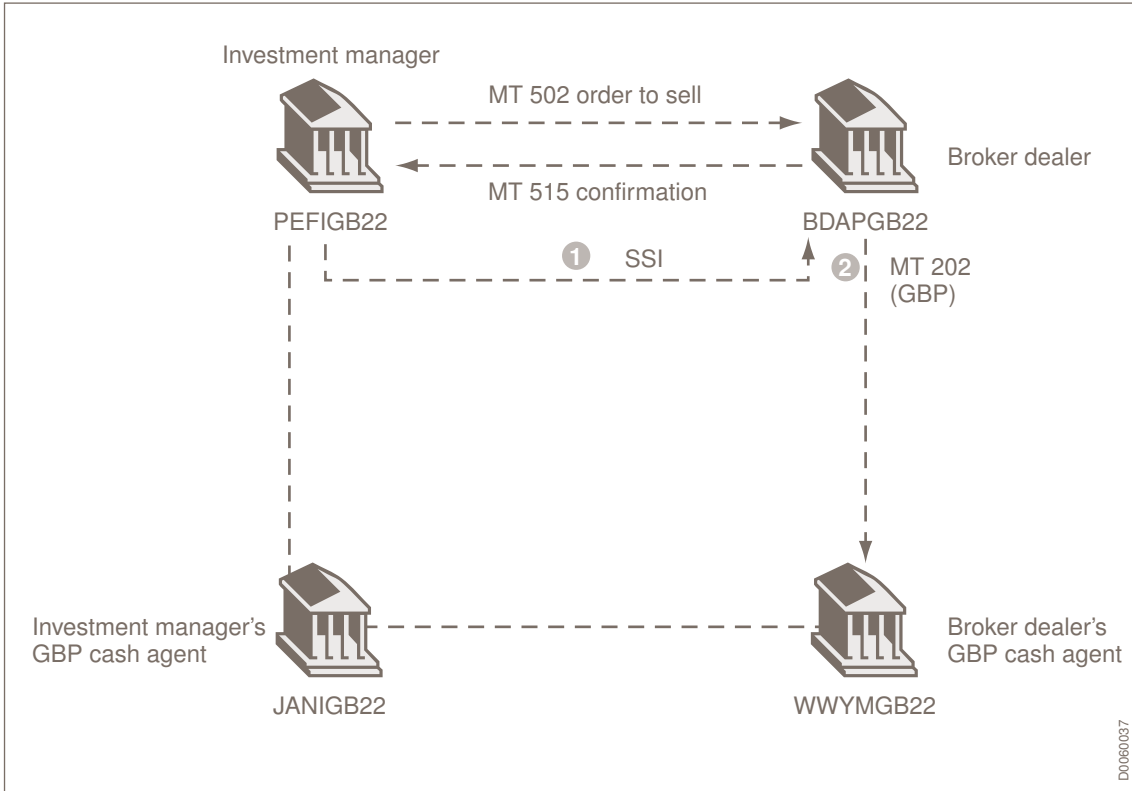 Investment manager
MT 502 order to sell
Broker dealer
MT 515 confirmation
PEFIGB22
BDAPGB22
1
SSI
2
MT 202
(GBP)
Investment manager's
GBP cash agent
Broker dealer's
GBP cash agent
JANIGB22
WWYMGB22
D0060037